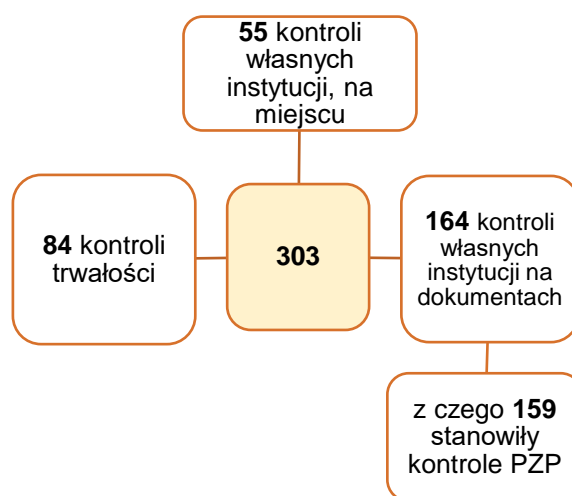 55 kontroli
własnych
instytucji, na
miejscu
84 kontroli
trwałości
303
164 kontroli
własnych
instytucji na
dokumentach
z czego 159
stanowiły
kontrole PZP